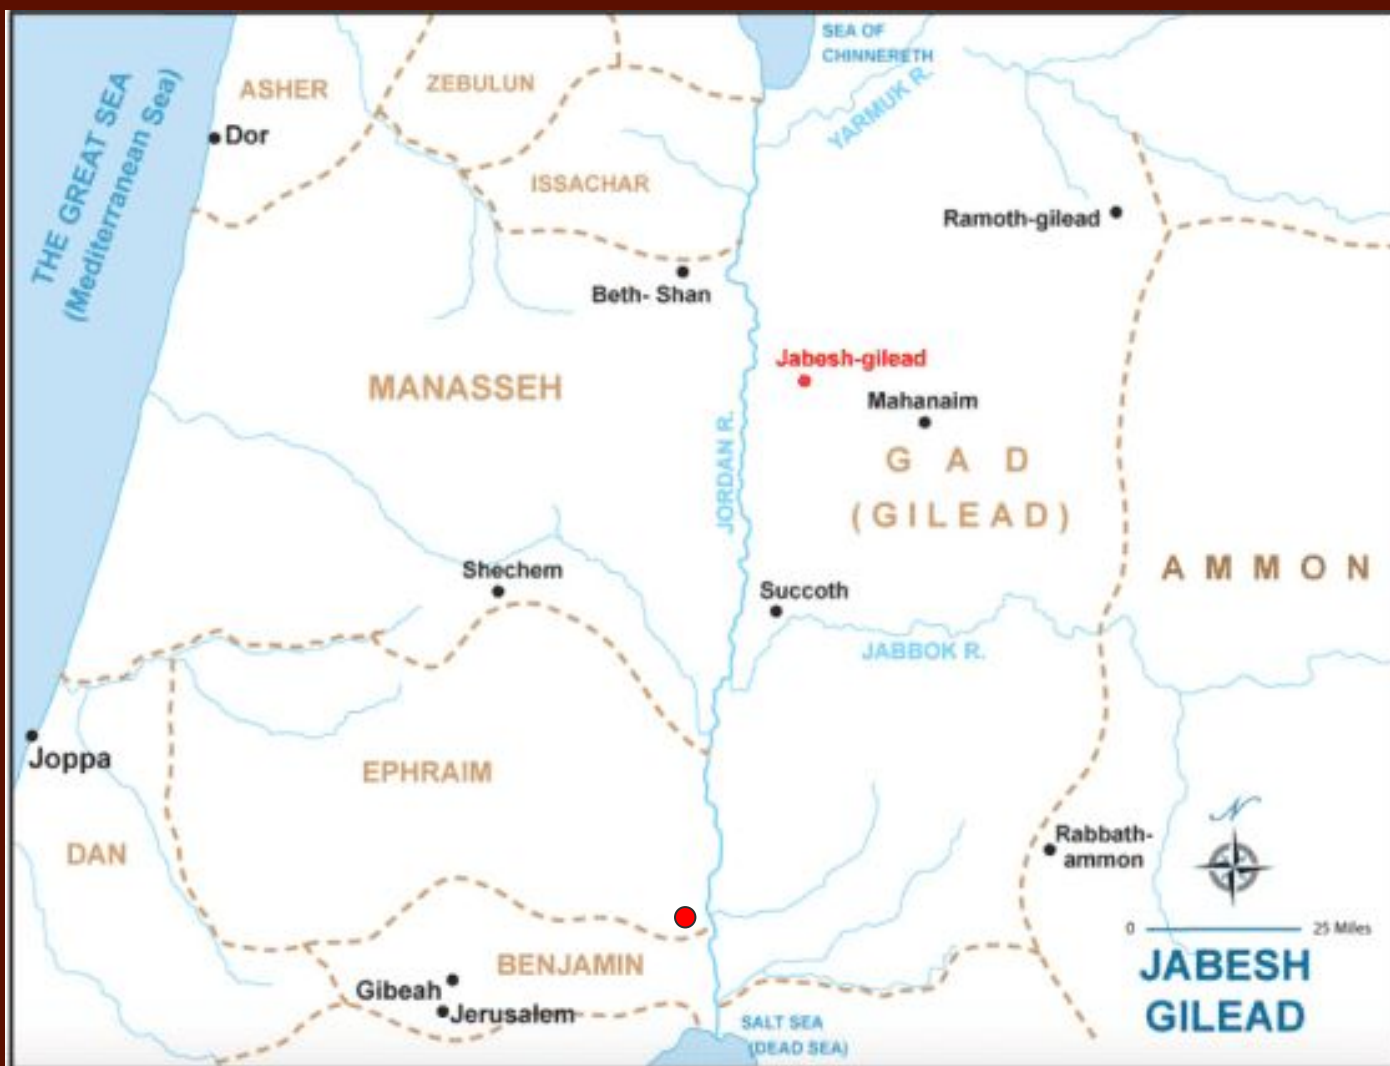 SEA OF
CHINNERETH
THE GREAT SEA
(Mediterranean Sea)
ASHER
ZEBULUN
YARMUK R.
Dor
ISSACHAR
Ramoth-gilead
Beth- Shan
Jabesh-gilead
MANASSEH
Mahanaim
JORDAN R.
G A D
(GILEAD)
AMMON
Shechem
Succoth
JABBOK R.
Joppa
EPHRAIM
DAN
N
Rabbath-
ammon
0 25 Miles
BENJAMIN
JABESH
GILEAD
Gibeah
Jerusalem
SALT SEA
(DEAD SEA)